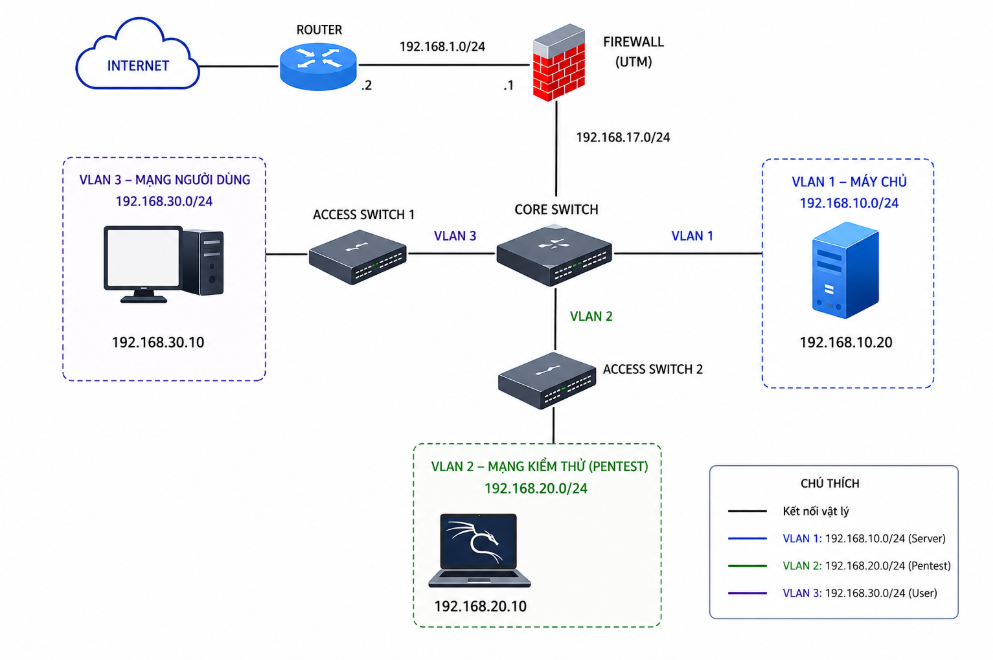 INTERNET
ROUTER
192.168.1.0/24
.2
.1
FIREWALL
(UTM)
192.168.17.0/24
VLAN 3 – MẠNG NGƯỜI DÙNG
192.168.30.0/24
192.168.30.10
ACCESS SWITCH 1
VLAN 3
CORE SWITCH
VLAN 1
VLAN 1 – MÁY CHỦ
192.168.10.0/24
192.168.10.20
VLAN 2
ACCESS SWITCH 2
VLAN 2 – MẠNG KIỂM THỬ (PENTEST)
192.168.20.0/24
192.168.20.10
CHÚ THÍCH
Kết nối vật lý
VLAN 1: 192.168.10.0/24 (Server)
VLAN 2: 192.168.20.0/24 (Pentest)
VLAN 3: 192.168.30.0/24 (User)